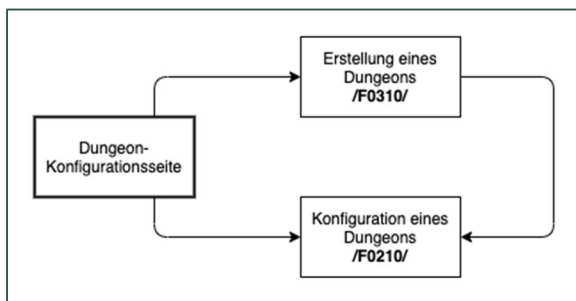 Erstellung eines
Dungeons
/F0310/
Dungeon-
Konfigurationsseite
Konfiguration eines
Dungeons
/F0210/